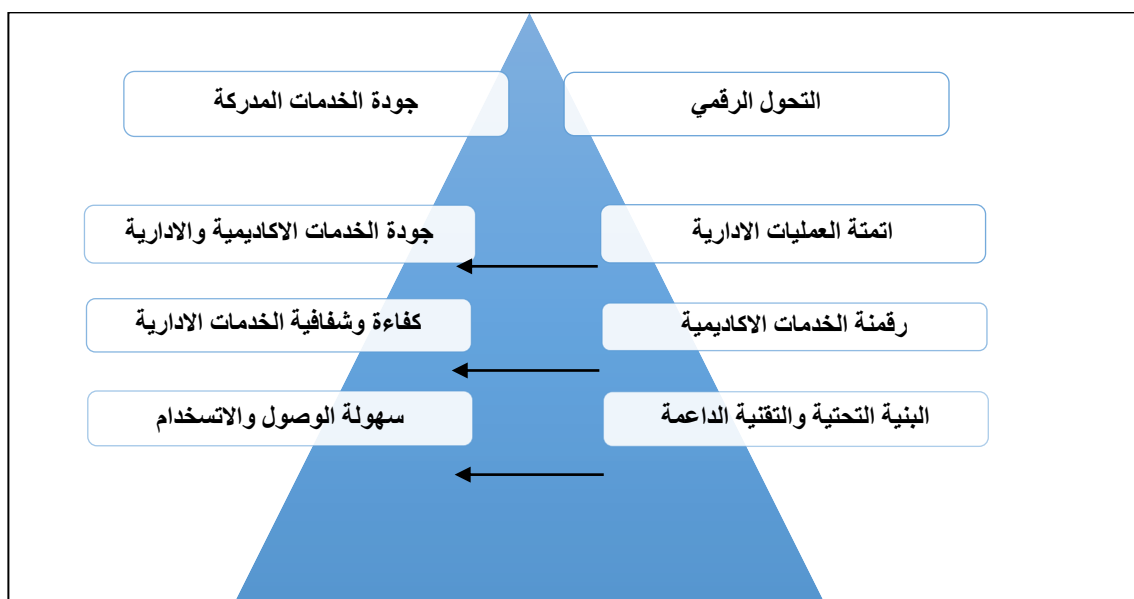 التحول الرقمي
جودة الخدمات المدركة
اتمتة العمليات الادارية
جودة الخدمات الاكاديمية والادارية
رقمنة الخدمات الاكاديمية
كفاءة وشفافية الخدمات الادارية
البنية التحتية والتقنية الداعمة
سهولة الوصول والاتسخدام